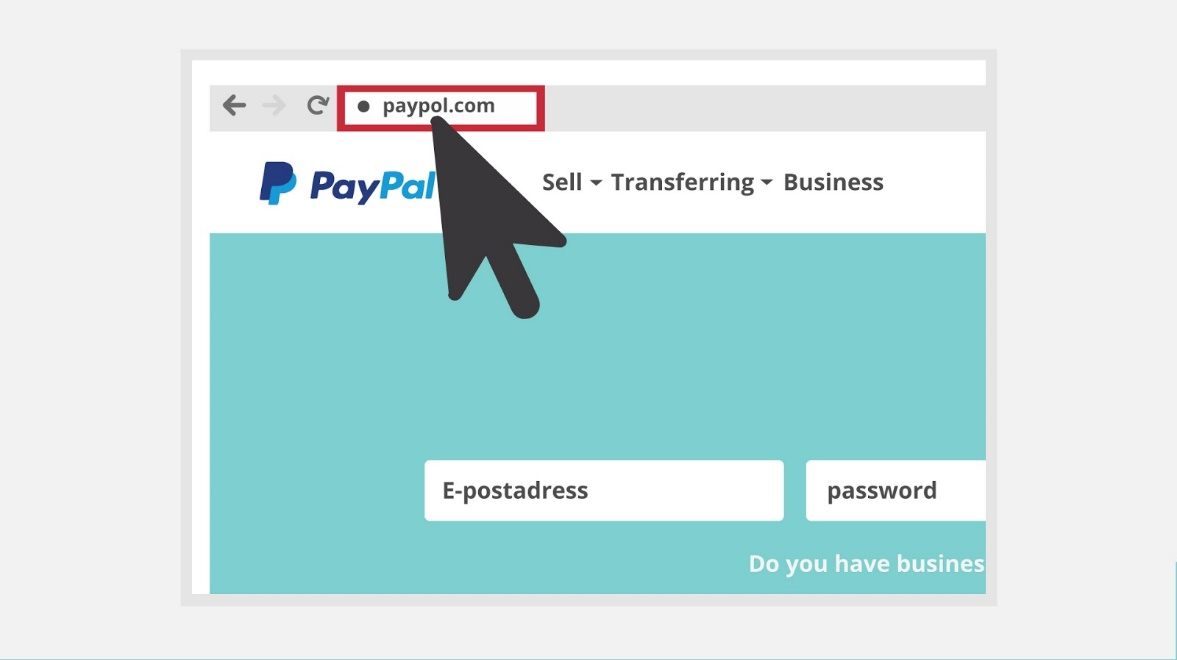 paypol.com
PayPal
Sell Transferring Business
E-postadress password
Do you have busines